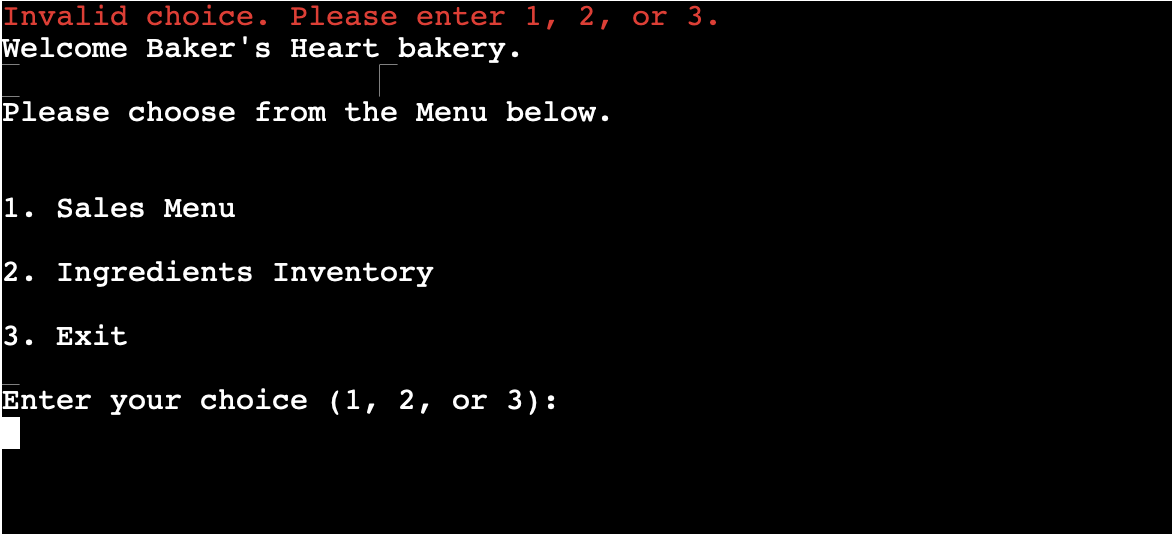 Invalid choice. Please enter 1, 2, or 3.
Welcome Baker's Heart bakery.
Please choose from the Menu below.
1. Sales Menu
2. Ingredients Inventory
3. Exit
Enter your choice (1, 2, or 3):